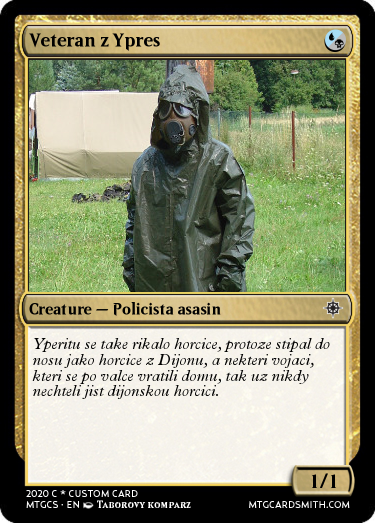 Veteran z Ypres
Creature — Policista asasin
Yperitu se take rikalo horcice, protoze stipal do
nosu jako horcice z Dijonu, a nekteri vojaci,
kteri se po valce vratili domu, tak uz nikdy
nechteli jist dijonskou horcici.
1/1
2020 C * CUSTOM CARD
MTGCS • EN TABOROVY KOMPARZ
MTGCARDSMITH.COM